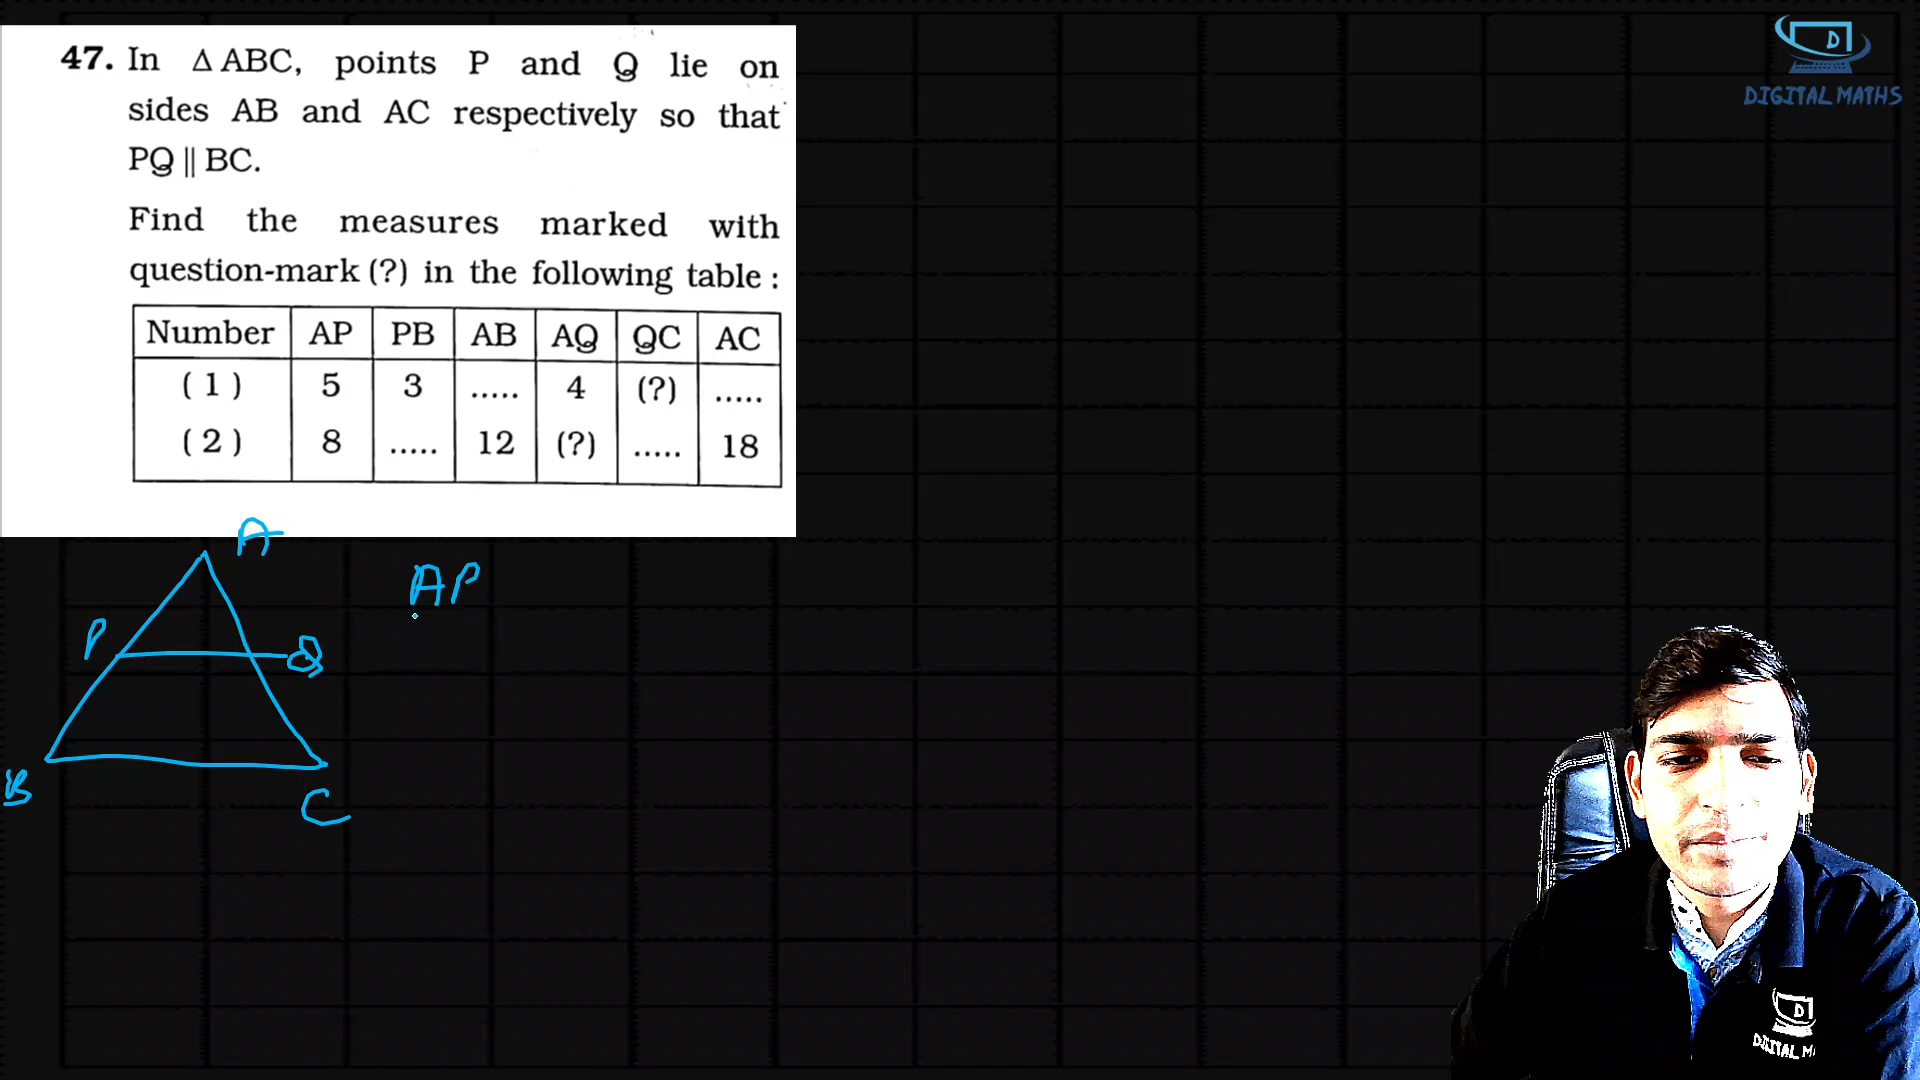 47. In Δ ABC, points P and Q lie on
sides AB and AC respectively so that
PQ || BC.
Find the measures marked with
question-mark (?) in the following table :
Number AP PB AB AQ QC AC
( 1 ) 5 3 ..... 4 (?) .....
( 2 ) 8 ..... 12 (?) ..... 18
A
AP
P
Q
B
C
D
DIGITAL MATHS
D
DIGITAL M